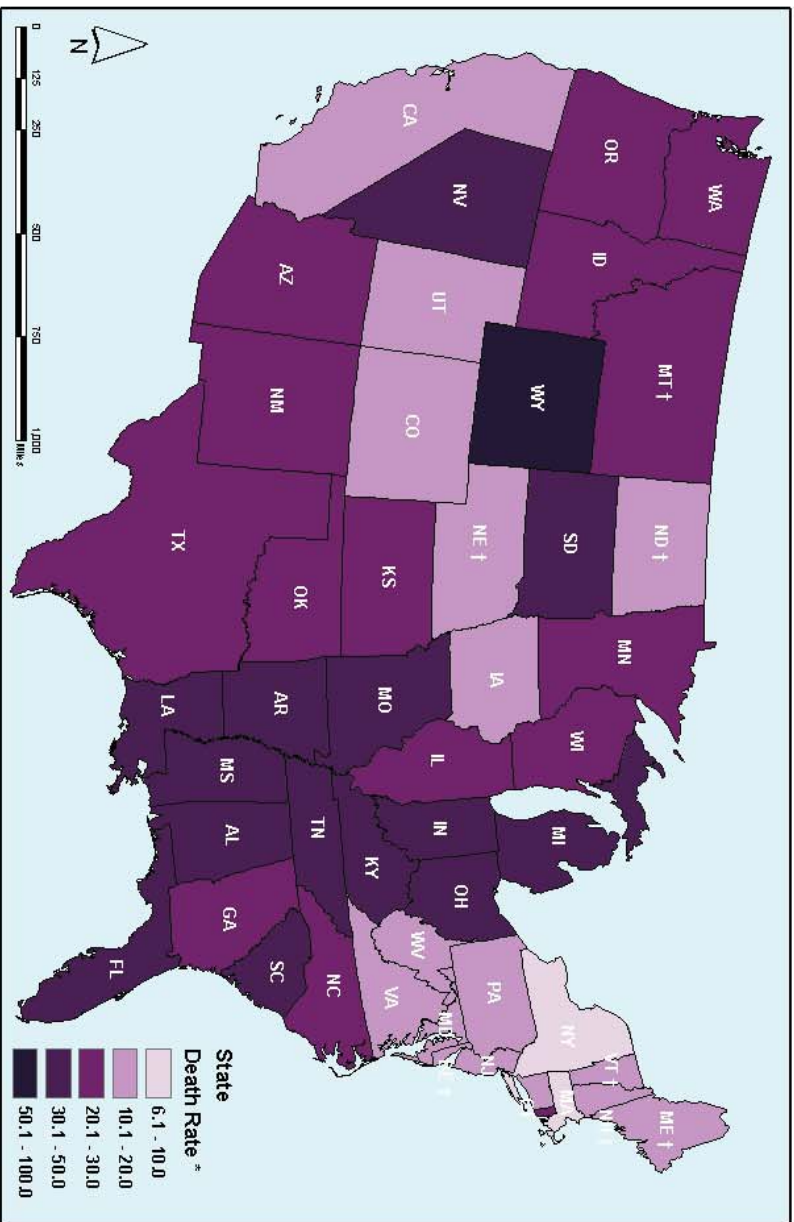 WA
MT †
ND †
MN
ME †
OR
ID
SD
WI
MI
VT †
NY
MA
WY
IA
NE †
PA
NJ
NV
UT
CO
IL
IN
OH
WV
MD
CA
KS
MO
KY
VA
AZ
NM
OK
AR
TN
NC
TX
LA
MS
AL
GA
SC
FL
State
Death Rate *
6.1 - 10.0
10.1 - 20.0
20.1 - 30.0
30.1 - 50.0
50.1 - 100.0
N
0 125 250 500 750 1,000
Miles